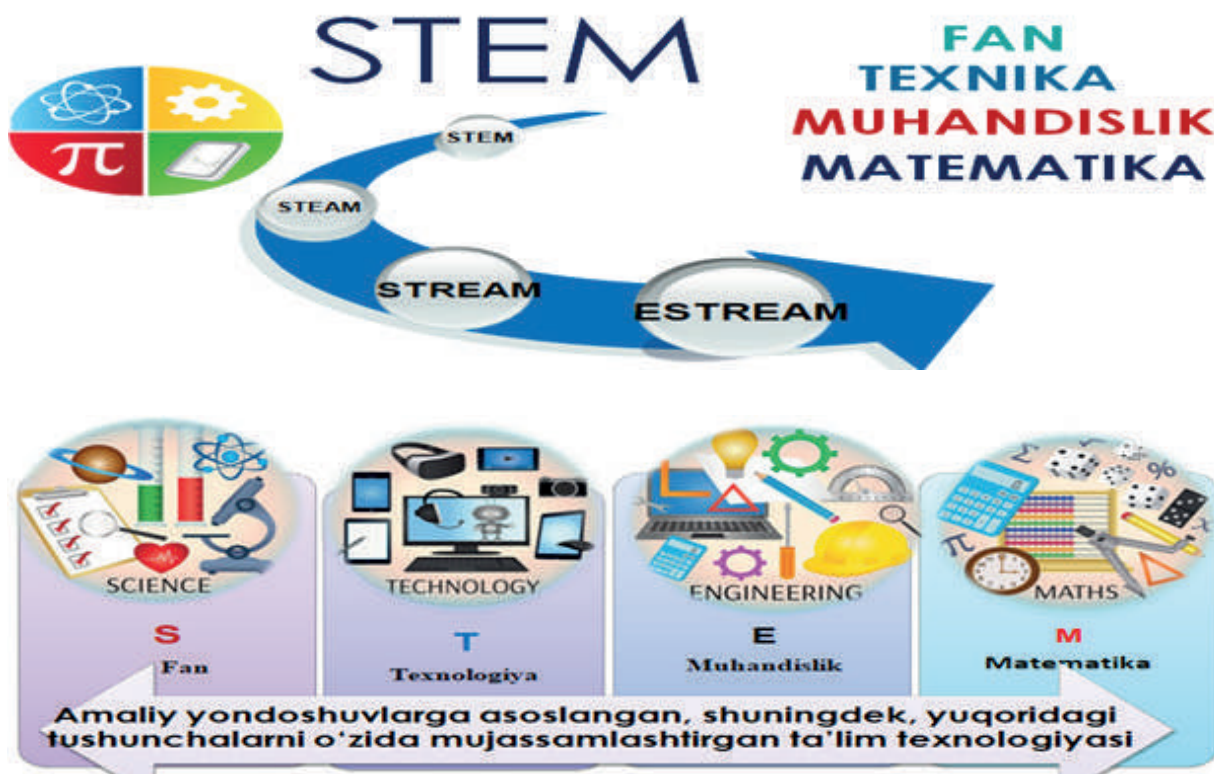 STEM
FAN
TEXNIKA
MUHANDISLIK
MATEMATIKA
π
STEM
STEAM
STREAM
ESTREAM
SCIENCE
TECHNOLOGY
ENGINEERING
MATHS
S
T
E
M
Fan
Texnologiya
Muhandislik
Matematika
Amaliy yondoshuvlarga asoslangan, shuningdek, yuqoridagi
tushunchalarni o‘zida mujassamlashtirgan ta’lim texnologiyasi